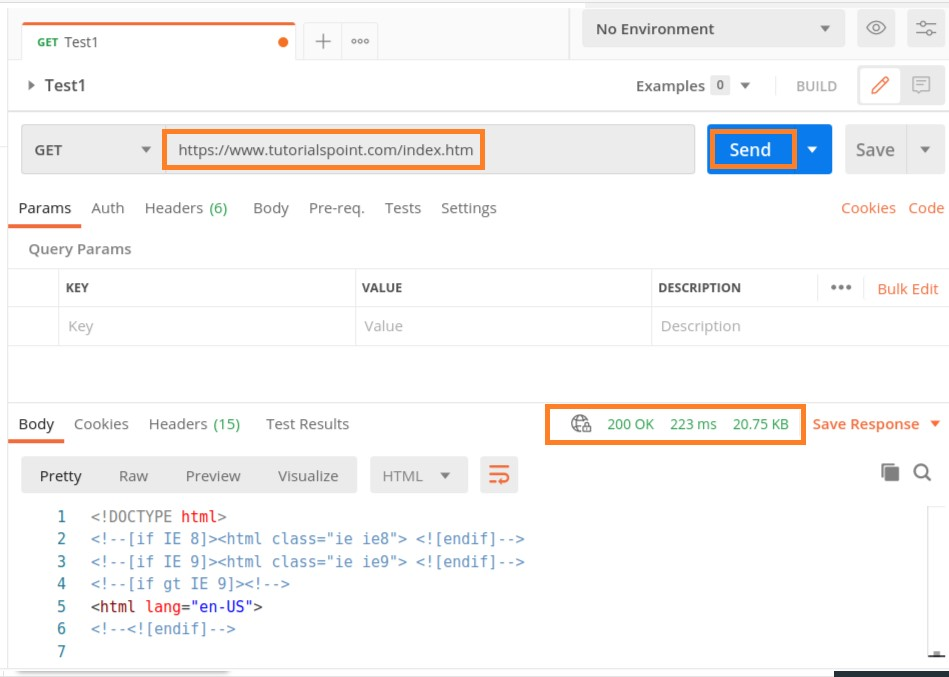 GET Test1
No Environment
Test1
Examples 0
BUILD
GET
https://www.tutorialspoint.com/index.htm
Send
Save
Params Auth Headers (6) Body Pre-req. Tests Settings
Cookies Code
Query Params
KEY VALUE DESCRIPTION Bulk Edit
Key Value Description
Body Cookies Headers (15) Test Results
200 OK 223 ms 20.75 KB Save Response
Pretty Raw Preview Visualize HTML
1 <!DOCTYPE html>
2 <!--[if IE 8]><html class="ie ie8"> <![endif]-->
3 <!--[if IE 9]><html class="ie ie9"> <![endif]-->
4 <!--[if gt IE 9]><!-->
5 <html lang="en-US">
6 <!--<![endif]-->
7